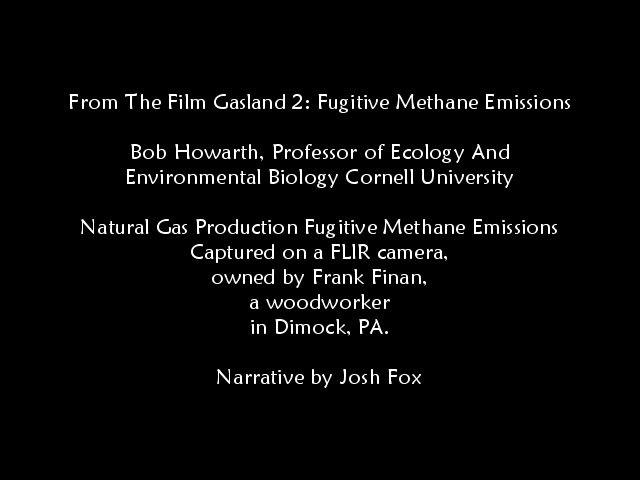 From The Film Gasland 2: Fugitive Methane Emissions
Bob Howarth, Professor of Ecology And
Environmental Biology Cornell University
Natural Gas Production Fugitive Methane Emissions
Captured on a FLIR camera,
owned by Frank Finan,
a woodworker
in Dimock, PA.
Narrative by Josh Fox